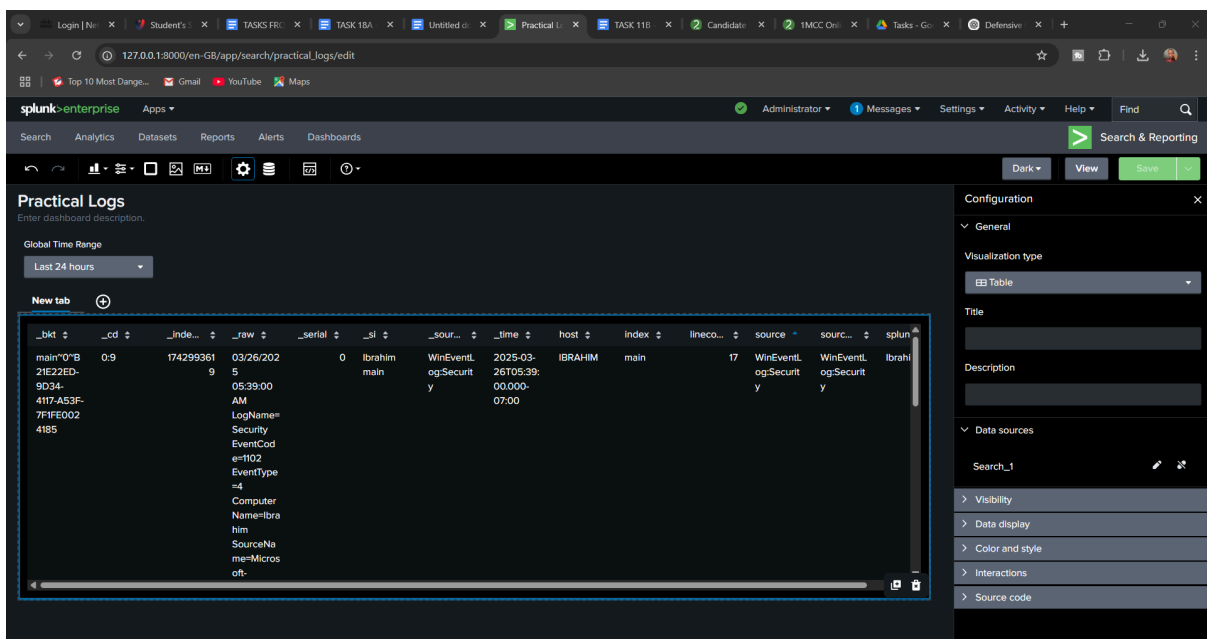 Login | Ne
Student's S
TASKS FRO
TASK 18A
Untitled do
Practical Lo
TASK 11B
Candidate
1MCC Onli
Tasks - Go
Defensive
127.0.0.1:8000/en-GB/app/search/practical_logs/edit
Top 10 Most Dange... Gmail YouTube Maps
splunk>enterprise Apps Administrator 1 Messages Settings Activity Help Find
Search Analytics Datasets Reports Alerts Dashboards Search & Reporting
M+ Dark View Save
Practical Logs
Enter dashboard description.
Global Time Range
Last 24 hours
New tab
_bkt _cd _inde... _raw _serial _si _sour... _time host index lineco... source sourc... splun
main~0~B 0:9 174299361 03/26/202 0 Ibrahim WinEventL 2025-03- IBRAHIM main 17 WinEventL WinEventL Ibrahi
21E22ED- 9 5 main og:Securit 26T05:39: og:Securit og:Securit
9D34- 05:39:00 y 00.000- y y
4117-A53F- AM 07:00
7F1FE002 LogName=
4185 Security
EventCod
e=1102
EventType
=4
Computer
Name=Ibra
him
SourceNa
me=Micros
oft-
Configuration
General
Visualization type
Table
Title
Description
Data sources
Search_1
Visibility
Data display
Color and style
Interactions
Source code